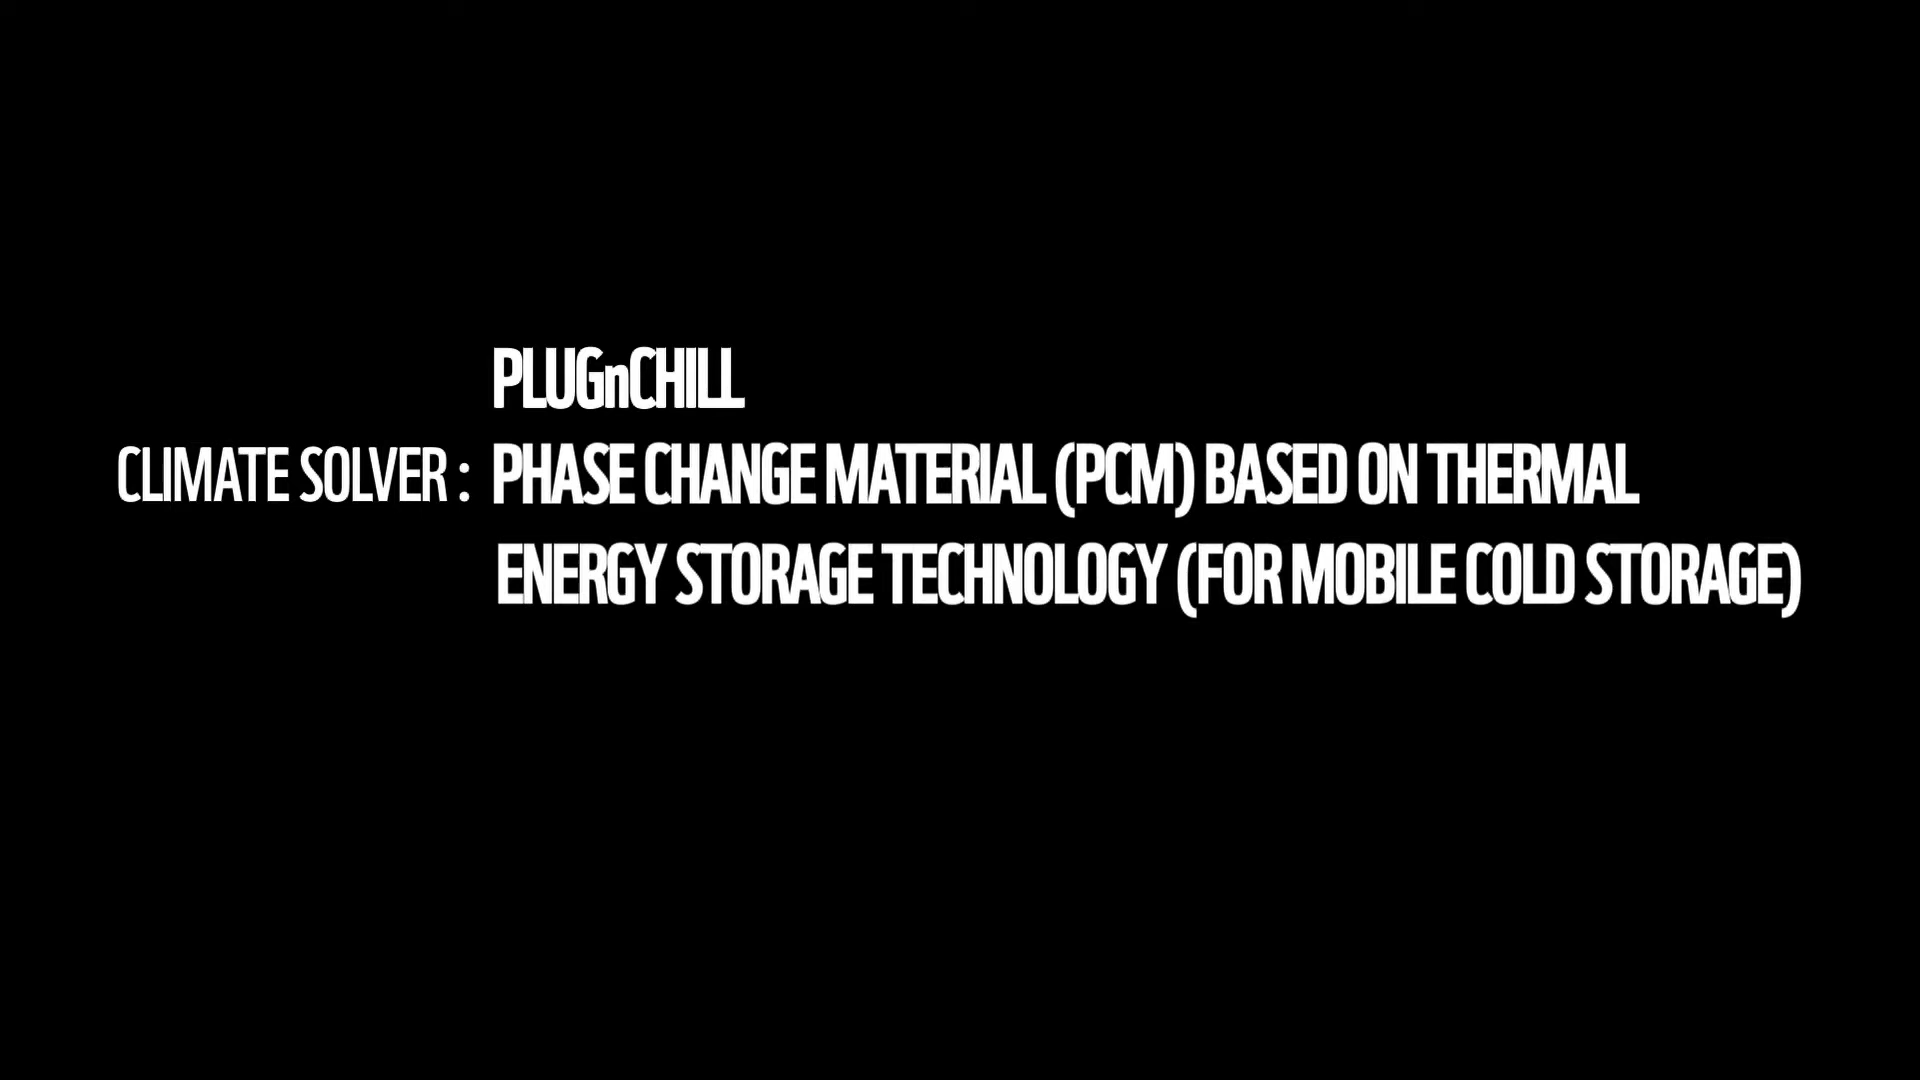 PLUGnCHILL
CLIMATE SOLVER : PHASE CHANGE MATERIAL (PCM) BASED ON THERMAL
ENERGY STORAGE TECHNOLOGY (FOR MOBILE COLD STORAGE)